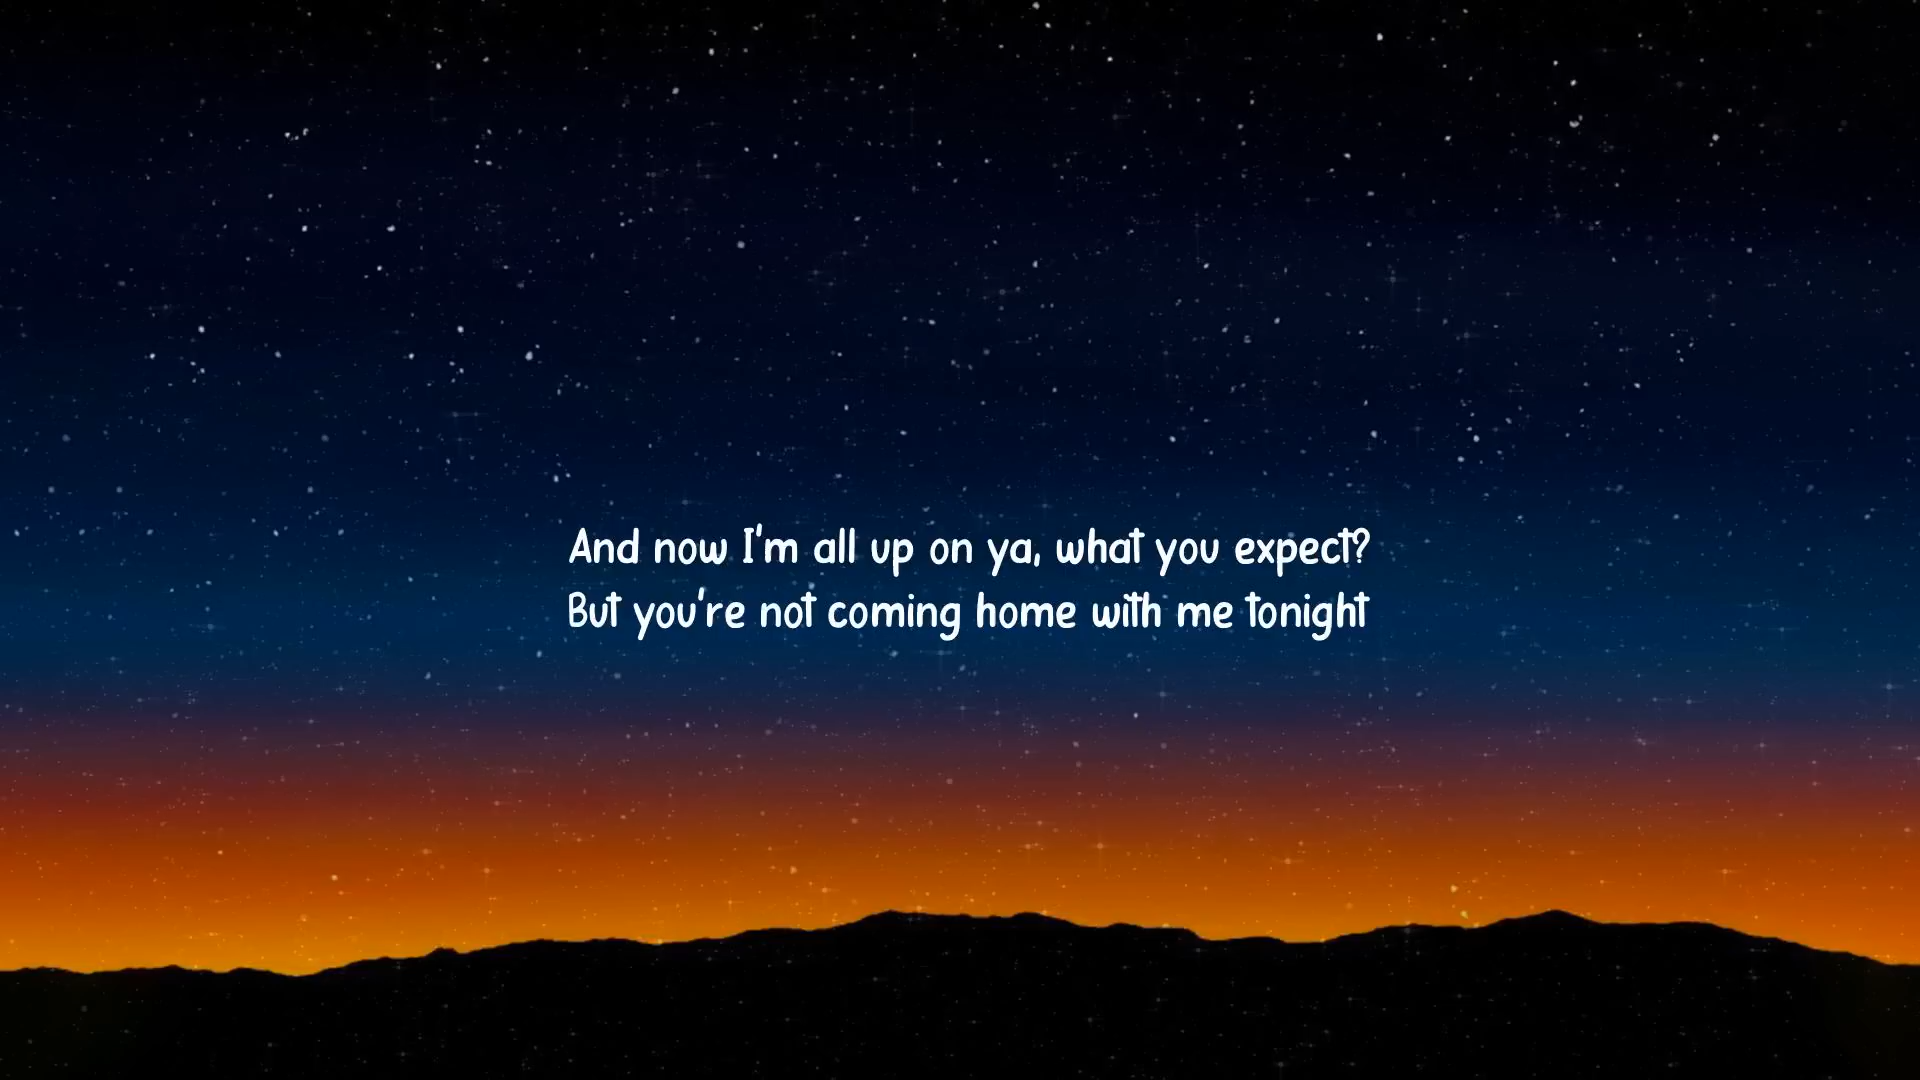 And now I'm all up on ya, what you expect?
But you're not coming home with me tonight